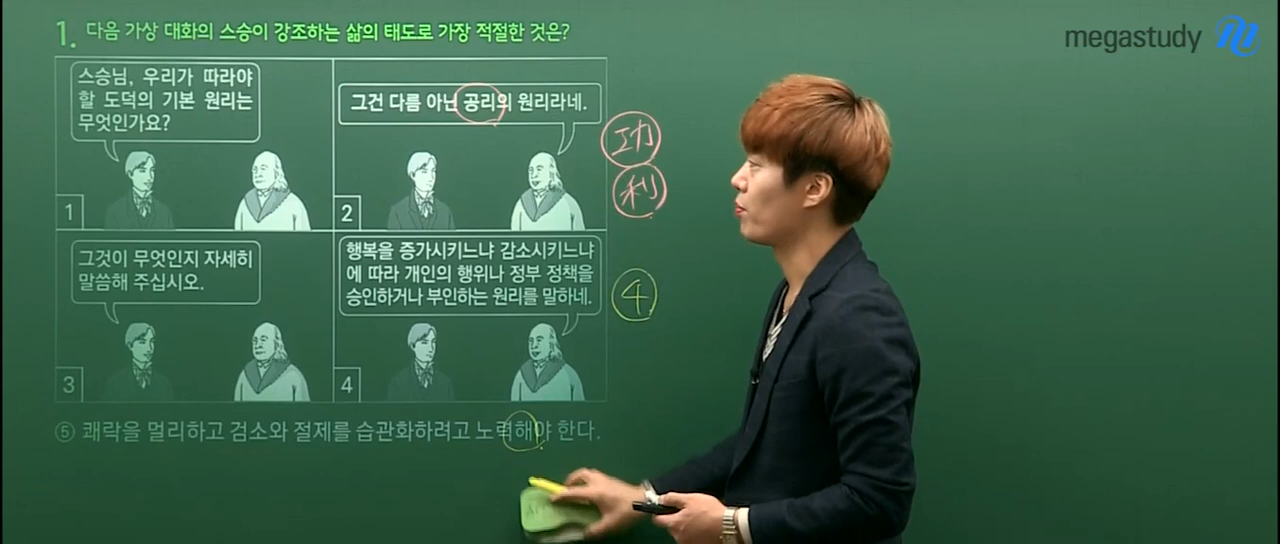 megastudy
1. 다음 가상 대화의 스승이 강조하는 삶의 태도로 가장 적절한 것은?
스승님, 우리가 따라야
할 도덕의 기본 원리는
무엇인가요?
1
그건 다름 아닌 공리의 원리라네.
2
功
利
그것이 무엇인지 자세히
말씀해 주십시오.
3
행복을 증가시키느냐 감소시키느냐
에 따라 개인의 행위나 정부 정책을
승인하거나 부인하는 원리를 말하네.
4
④
⑤ 쾌락을 멀리하고 검소와 절제를 습관화하려고 노력해야 한다.